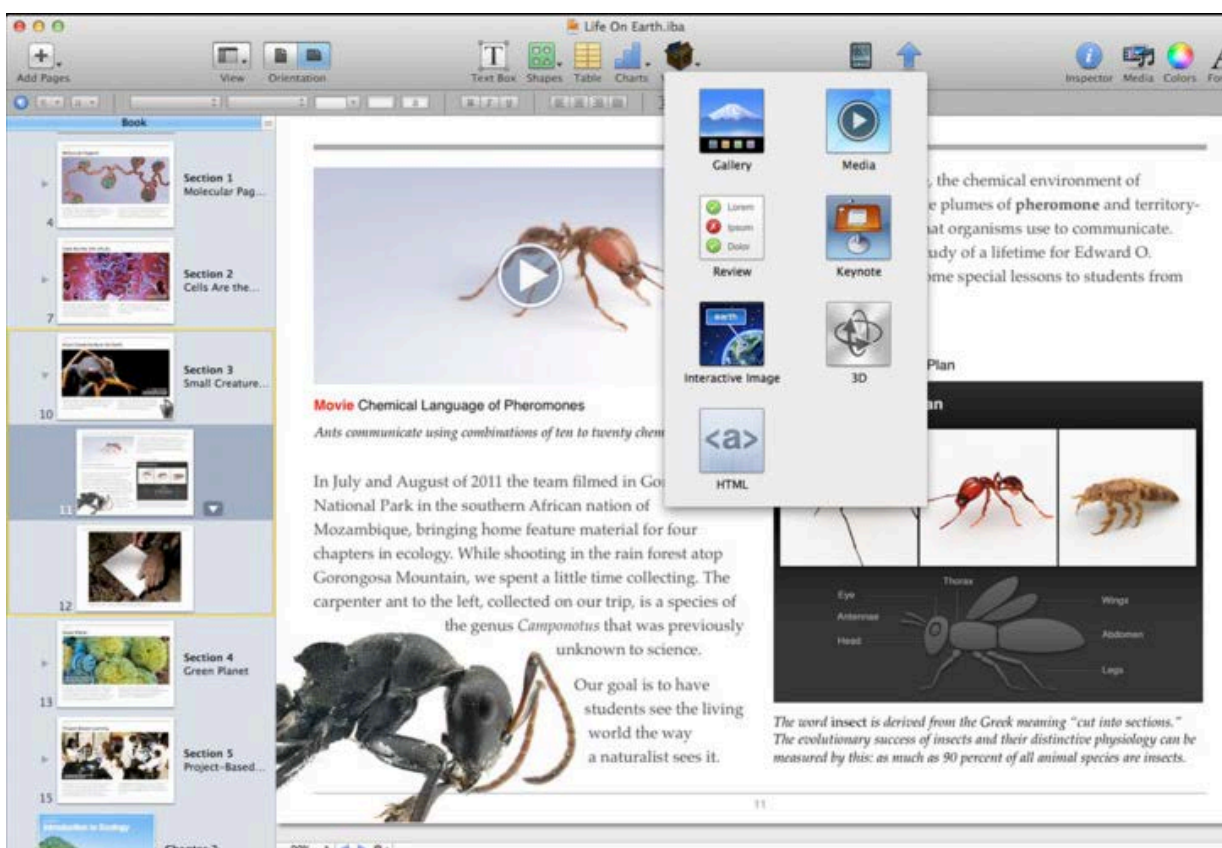 Life On Earth.iba
Add Pages
View
Orientation
Text Box
Shapes
Table
Charts
Inspector
Media
Colors
Book
Section 1
Molecular Pag...
4
Section 2
Cells Are the...
7
Section 3
Small Creature...
10
11
12
Section 4
Green Planet
13
Section 5
Project-Based...
15
Introduction to Ecology
Gallery
Media
Lorem
Ipsum
Dolor
Review
Keynote
earth
Interactive Image
3D
<a>
HTML
Movie Chemical Language of Pheromones
Ants communicate using combinations of ten to twenty
In July and August of 2011 the team filmed in
National Park in the southern African nation of
Mozambique, bringing home feature material for four
chapters in ecology. While shooting in the rain forest atop
Gorongosa Mountain, we spent a little time collecting. The
carpenter ant to the left, collected on our trip, is a species of
the genus Camponotus that was previously
unknown to science.
Our goal is to have
students see the living
world the way
a naturalist sees it.
, the chemical environment of
plumes of pheromone and territory-
organisms use to communicate.
of a lifetime for Edward O.
special lessons to students from
Plan
Thorax
Eye
Wings
Antennae
Head
Abdomen
Legs
The word insect is derived from the Greek meaning "cut into sections."
The evolutionary success of insects and their distinctive physiology can be
measured by this: as much as 90 percent of all animal species are insects.
11